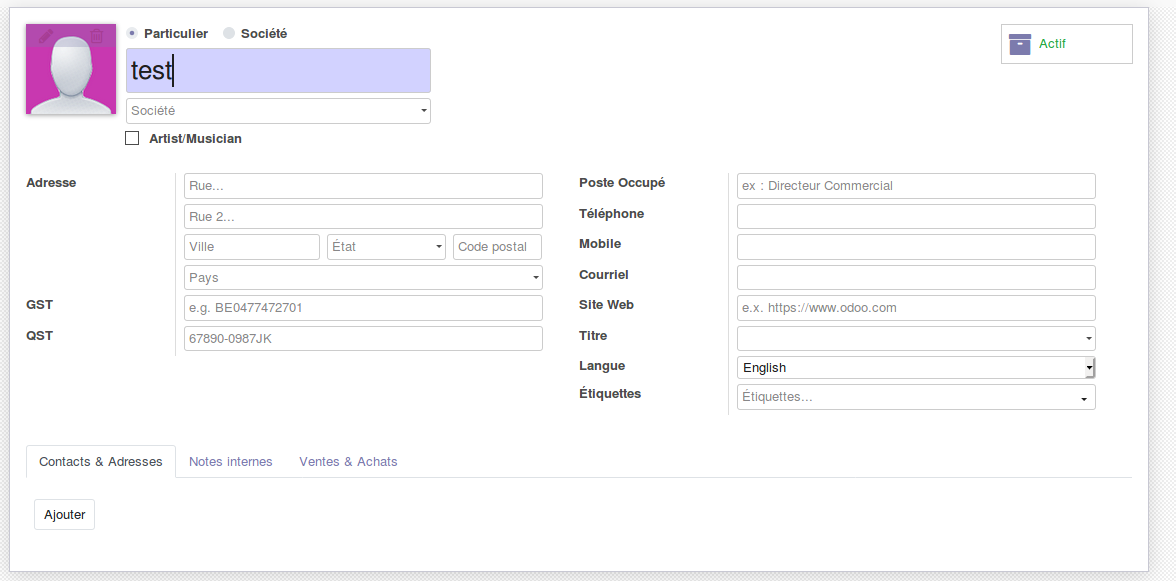 Particulier Société
Actif
test
Société
Artist/Musician
Adresse
Rue...
Rue 2...
Ville État Code postal
Pays
GST e.g. BE0477472701
QST 67890-0987JK
Poste Occupé ex : Directeur Commercial
Téléphone
Mobile
Courriel
Site Web e.x. https://www.odoo.com
Titre
Langue English
Étiquettes Étiquettes...
Contacts & Adresses Notes internes Ventes & Achats
Ajouter